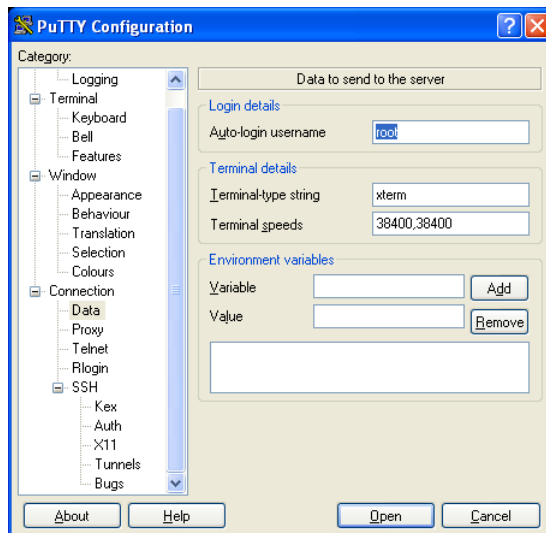 PuTTY Configuration
Category:
Logging
Terminal
Keyboard
Bell
Features
Window
Appearance
Behaviour
Translation
Selection
Colours
Connection
Data
Proxy
Telnet
Rlogin
SSH
Kex
Auth
X11
Tunnels
Bugs
Data to send to the server
Login details
Auto-login username root
Terminal details
Terminal-type string xterm
Terminal speeds 38400,38400
Environment variables
Variable Add
Value Remove
About Help Open Cancel